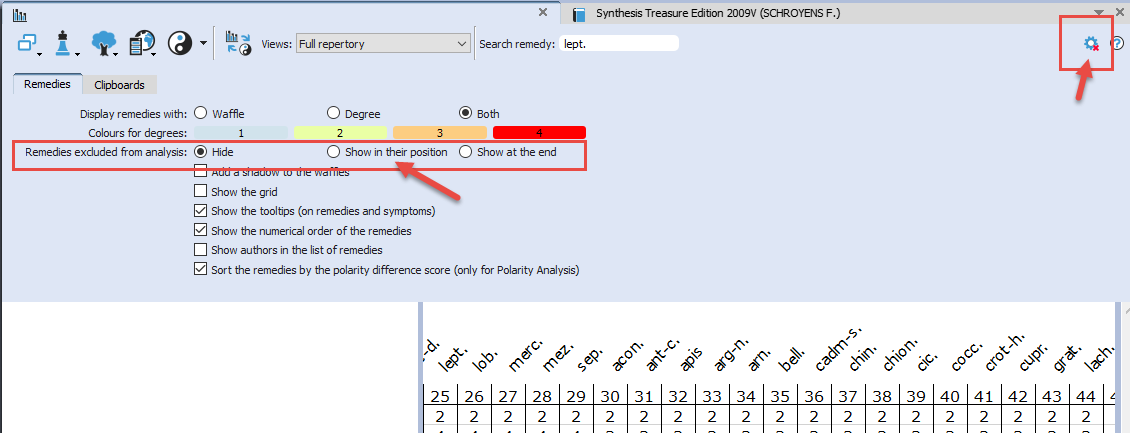 Synthesis Treasure Edition 2009V (SCHROYENS F.)
Views: Full repertory Search remedy: lept.
Remedies Clipboards
Display remedies with: Waffle Degree Both
Colours for degrees: 1 2 3 4
Remedies excluded from analysis: Hide Show in their position Show at the end
Add a shadow to the waffles
Show the grid
Show the tooltips (on remedies and symptoms)
Show the numerical order of the remedies
Show authors in the list of remedies
Sort the remedies by the polarity difference score (only for Polarity Analysis)
-d. lept. lob. merc. mez. sep. acon. ant-c. apis arg-n. arn. bell. cadm-s. chin. chion. cic. cocc. crot-h. cupr. grat. lach.
25 26 27 28 29 30 31 32 33 34 35 36 37 38 39 40 41 42 43 44
2 2 2 2 2 2 2 2 2 2 2 2 2 2 2 2 2 2 2 2